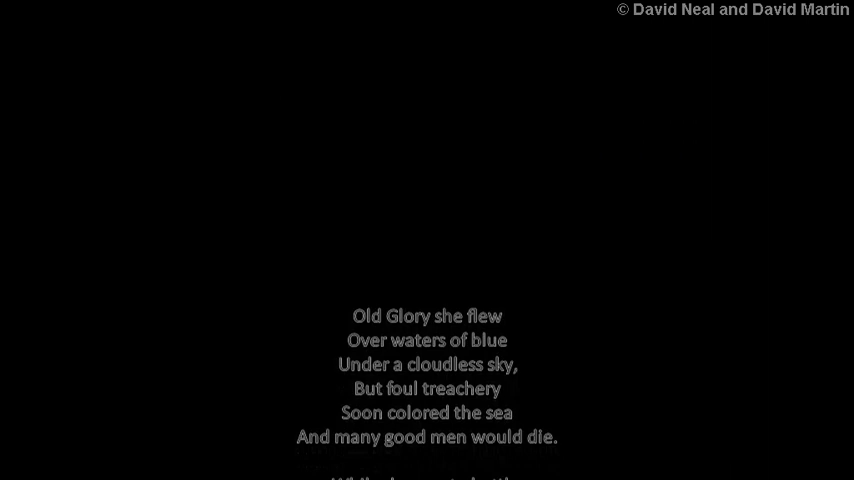 © David Neal and David Martin
Old Glory she flew
Over waters of blue
Under a cloudless sky,
But foul treachery
Soon colored the sea
And many good men would die.